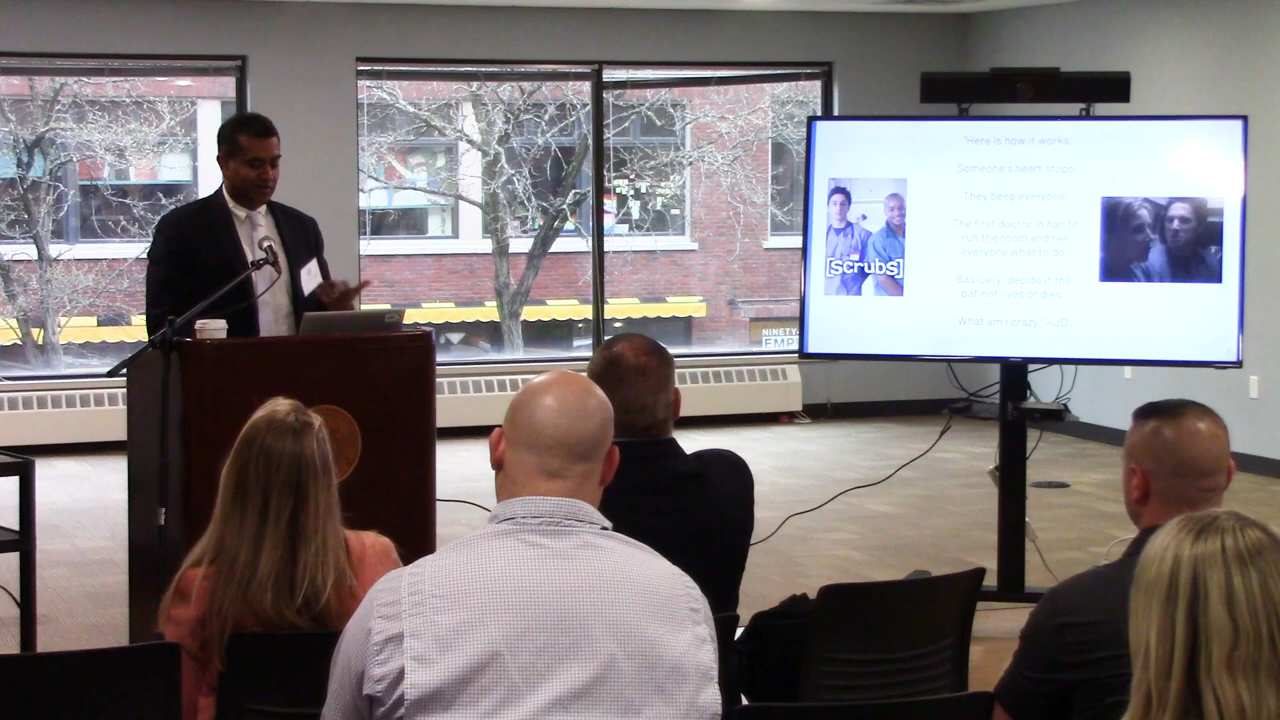 "Here is how it works.
Someone's heart stops.
They beep everyone.
The first doctor in has to
run the room and tell
everyone what to do.
Basically, decide if the
patient lives or dies.
What am I crazy."–JD
[scrubs]
NINETY-
EMPI